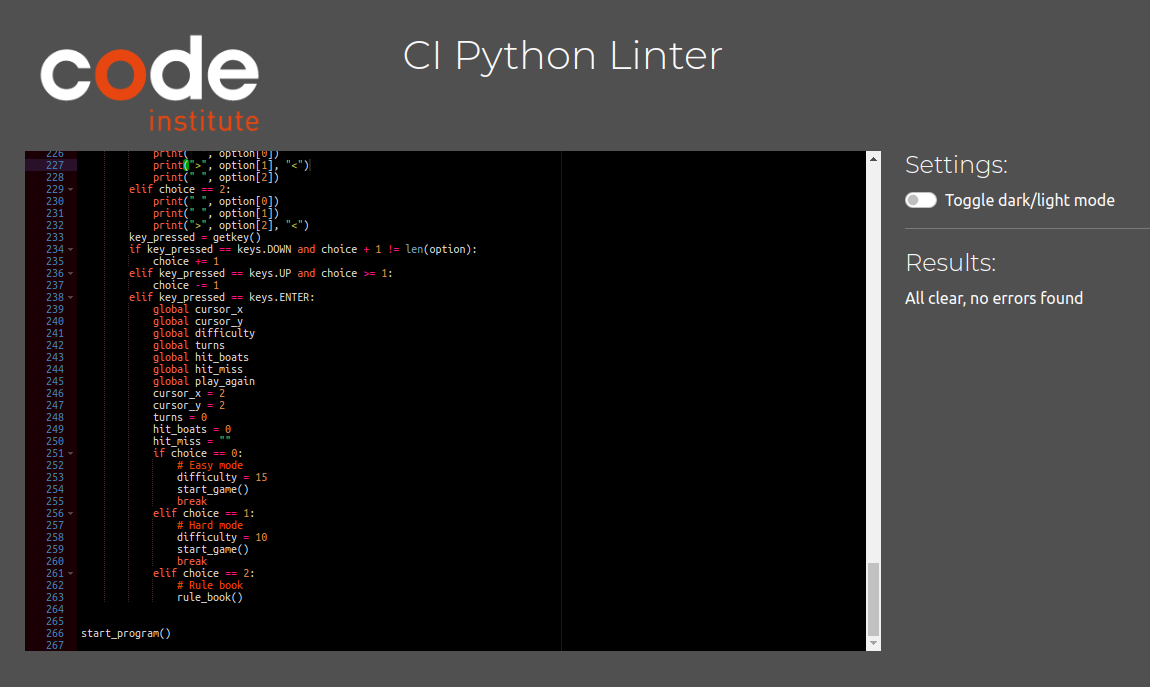 code
institute
CI Python Linter
226 print(" ", option[0])
227 print(">", option[1], "<")
228 print(" ", option[2])
229 elif choice == 2:
230 print(" ", option[0])
231 print(" ", option[1])
232 print(">", option[2], "<")
233 key_pressed = getkey()
234 if key_pressed == keys.DOWN and choice + 1 != len(option):
235 choice += 1
236 elif key_pressed == keys.UP and choice >= 1:
237 choice -= 1
238 elif key_pressed == keys.ENTER:
239 global cursor_x
240 global cursor_y
241 global difficulty
242 global turns
243 global hit_boats
244 global hit_miss
245 global play_again
246 cursor_x = 2
247 cursor_y = 2
248 turns = 0
249 hit_boats = 0
250 hit_miss = ""
251 if choice == 0:
252 # Easy mode
253 difficulty = 15
254 start_game()
255 break
256 elif choice == 1:
257 # Hard mode
258 difficulty = 10
259 start_game()
260 break
261 elif choice == 2:
262 # Rule book
263 rule_book()
264
265
266 start_program()
267
Settings:
Toggle dark/light mode
Results:
All clear, no errors found